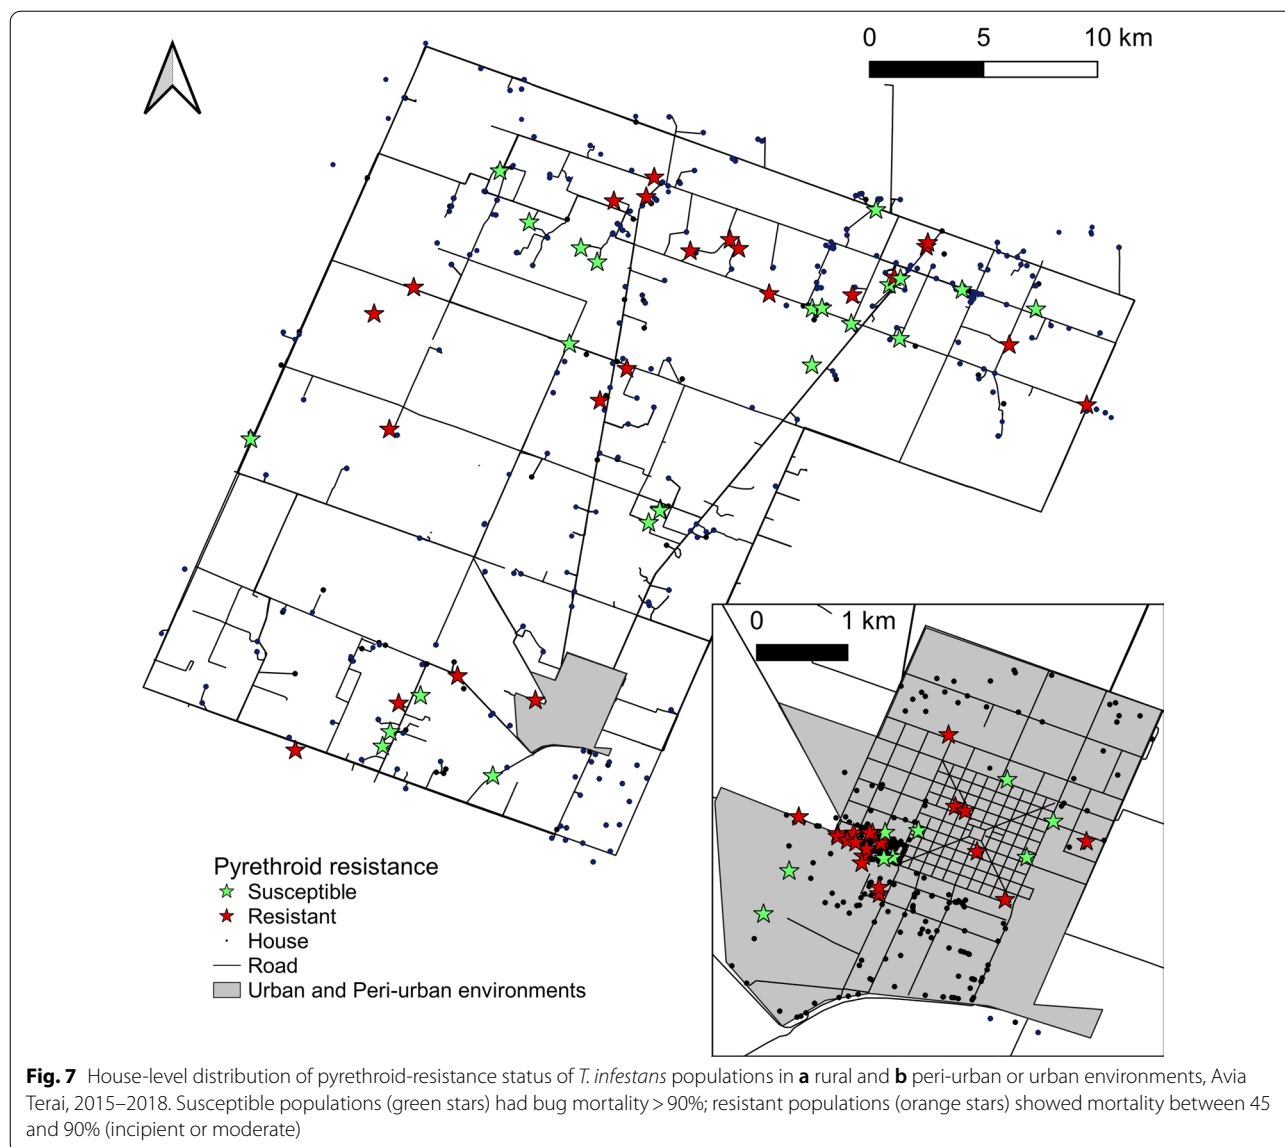 0 5 10 km
0 1 km
Pyrethroid resistance
Susceptible
Resistant
House
Road
Urban and Peri-urban environments
Fig. 7 House-level distribution of pyrethroid-resistance status of T. infestans populations in a rural and b peri-urban or urban environments, Avia
Terai, 2015–2018. Susceptible populations (green stars) had bug mortality > 90%; resistant populations (orange stars) showed mortality between 45
and 90% (incipient or moderate)